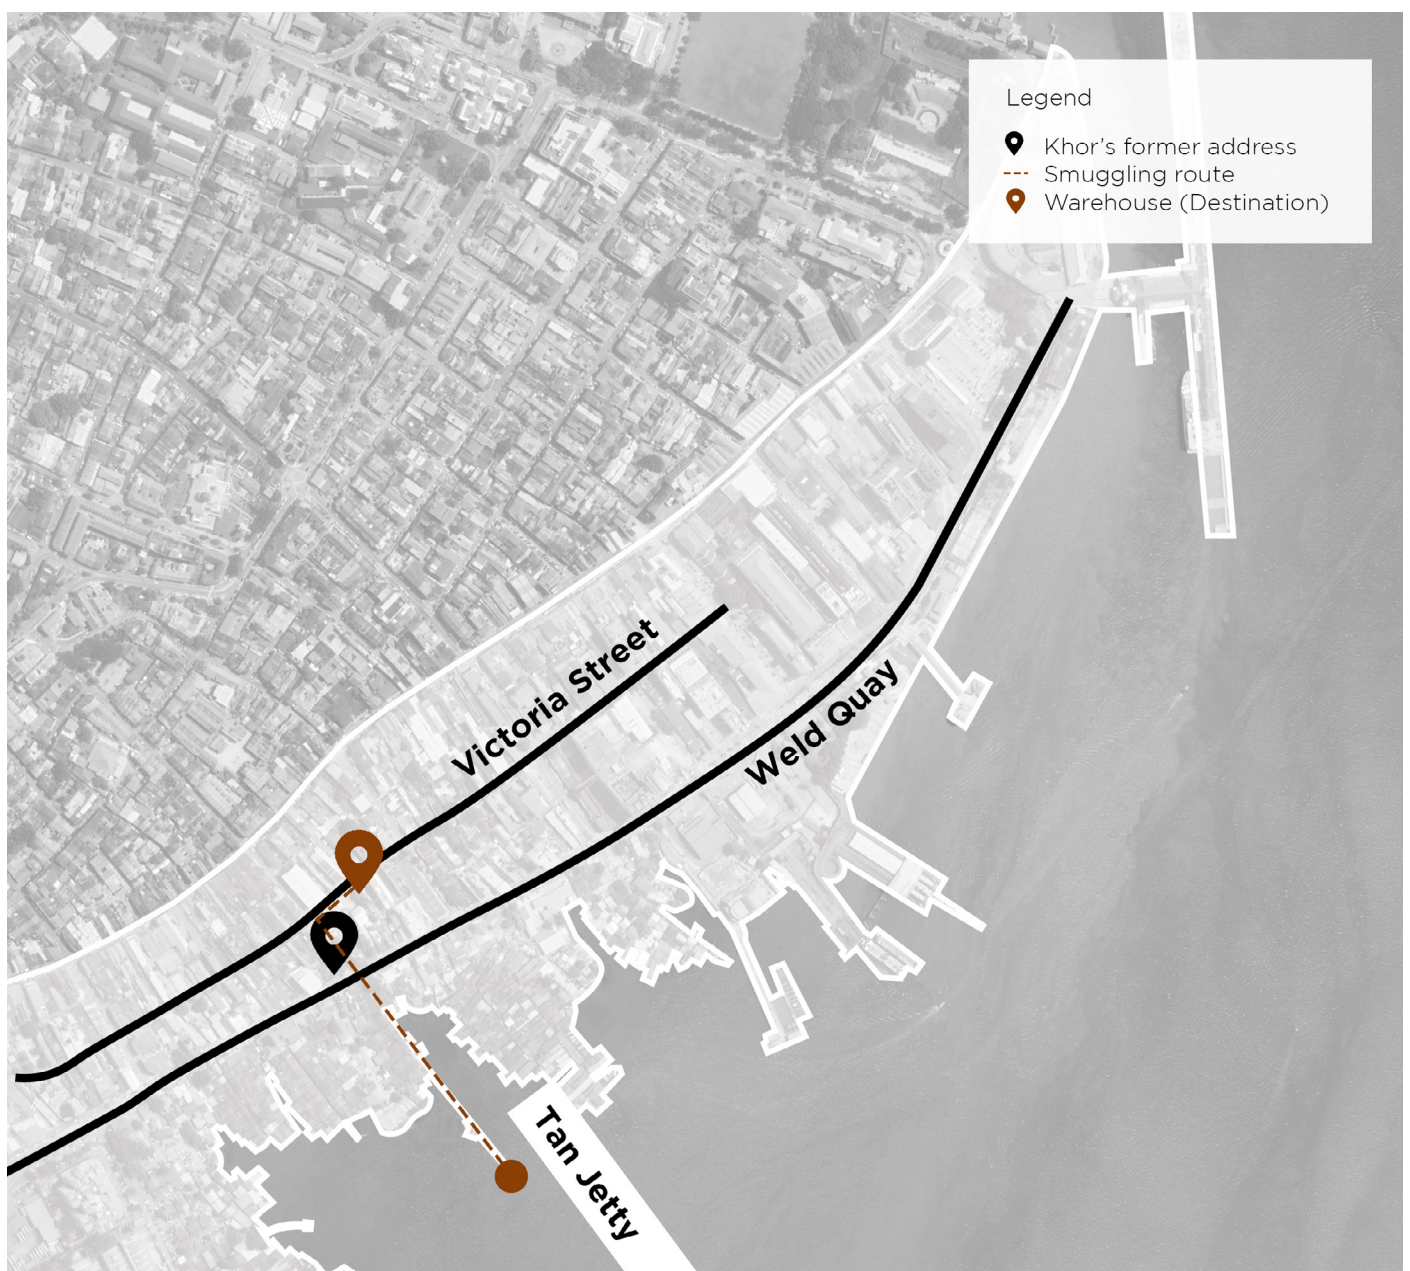 Legend
Khor's former address
Smuggling route
Warehouse (Destination)
Victoria Street
Weld Quay
Tan Jetty